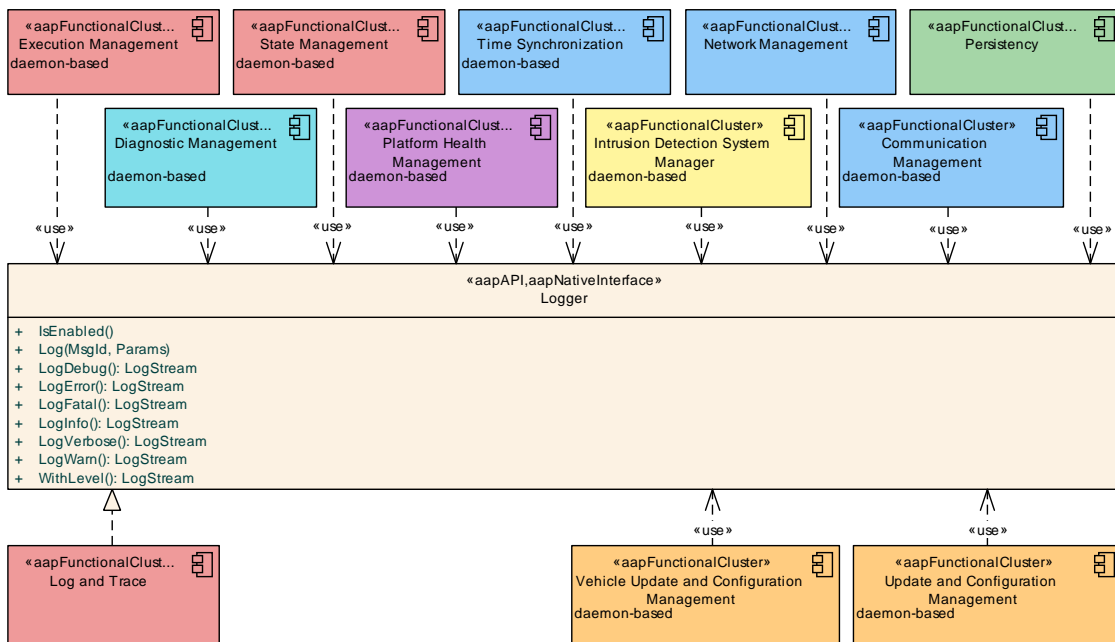 «aapFunctionalClust...
Execution Management
daemon-based
«aapFunctionalClust...
State Management
daemon-based
«aapFunctionalClust...
Time Synchronization
daemon-based
«aapFunctionalClust...
Network Management
«aapFunctionalClust...
Persistency
«aapFunctionalClust...
Diagnostic Management
daemon-based
«aapFunctionalClust...
Platform Health
Management
daemon-based
«aapFunctionalCluster»
Intrusion Detection System
Manager
daemon-based
«aapFunctionalCluster»
Communication
Management
daemon-based
«use»
«use»
«use»
«use»
«use»
«use»
«use»
«use»
«use»
«aapAPI,aapNativeInterface»
Logger
+ IsEnabled()
+ Log(MsgId, Params)
+ LogDebug(): LogStream
+ LogError(): LogStream
+ LogFatal(): LogStream
+ LogInfo(): LogStream
+ LogVerbose(): LogStream
+ LogWarn(): LogStream
+ WithLevel(): LogStream
«use»
«use»
«aapFunctionalClust...
Log and Trace
«aapFunctionalCluster»
Vehicle Update and Configuration
Management
daemon-based
«aapFunctionalCluster»
Update and Configuration
Management
daemon-based